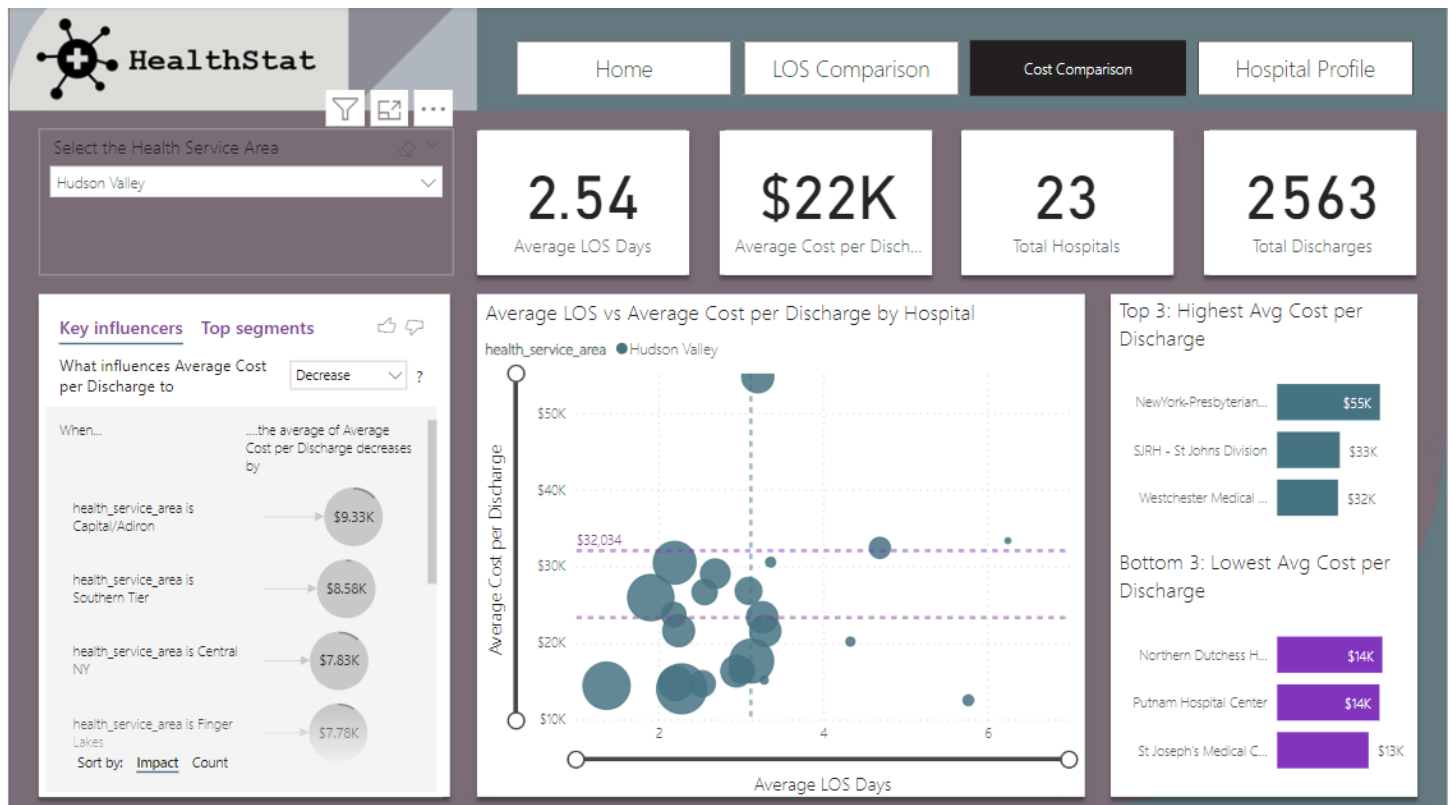 HealthStat
Home
LOS Comparison
Cost Comparison
Hospital Profile
Select the Health Service Area
Hudson Valley
2.54
Average LOS Days
$22K
Average Cost per Disch...
23
Total Hospitals
2563
Total Discharges
Key influencers
Top segments
What influences Average Cost
per Discharge to
Decrease
?
When...
....the average of Average
Cost per Discharge decreases
by
health_service_area is
Capital/Adiron
$9.33K
health_service_area is
Southern Tier
$8.58K
health_service_area is Central
NY
$7.83K
health_service_area is Finger
Lakes
$7.78K
Sort by:
Impact
Count
Average LOS vs Average Cost per Discharge by Hospital
health_service_area
Hudson Valley
Average Cost per Discharge
$50K
$40K
$32,034
$30K
$20K
$10K
2
4
6
Average LOS Days
Top 3: Highest Avg Cost per
Discharge
NewYork-Presbyterian...
$55K
SJRH - St Johns Division
$33K
Westchester Medical ...
$32K
Bottom 3: Lowest Avg Cost per
Discharge
Northern Dutchess H...
$14K
Putnam Hospital Center
$14K
St Joseph's Medical C...
$13K